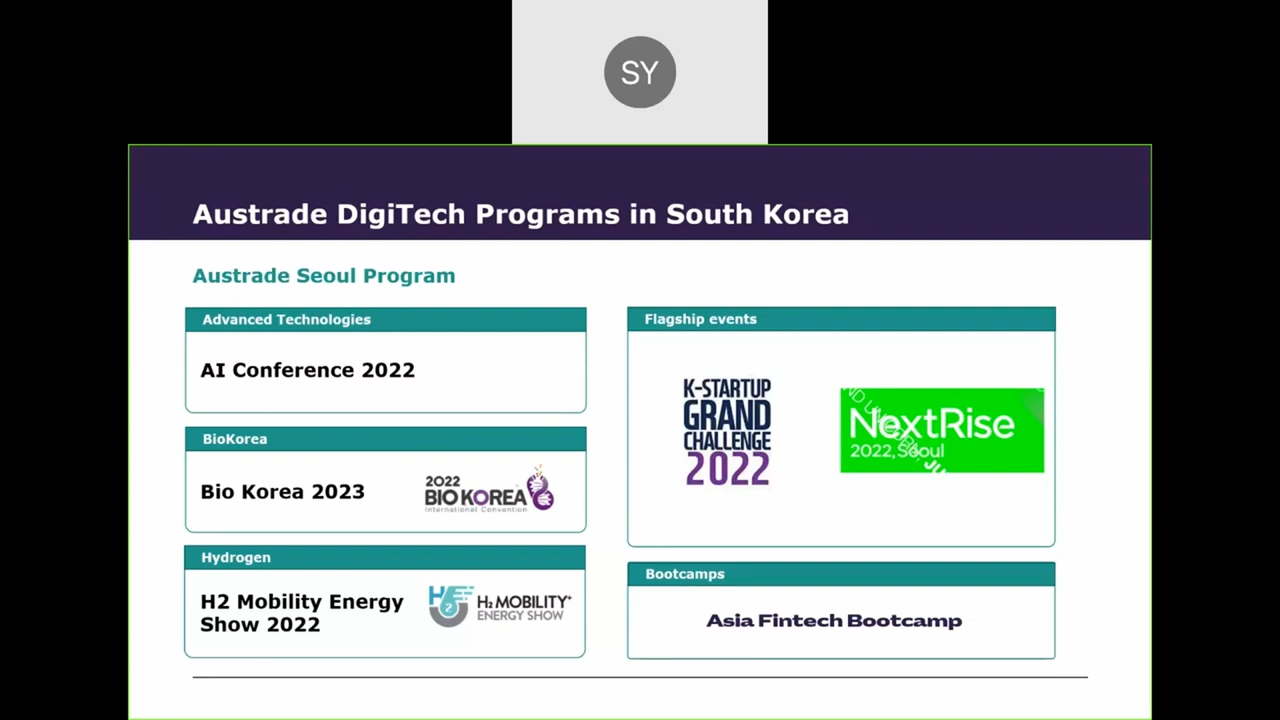 SY
Austrade DigiTech Programs in South Korea
Austrade Seoul Program
Advanced Technologies
AI Conference 2022
BioKorea
Bio Korea 2023
2022
BIO KOREA
International Convention
Hydrogen
H2 Mobility Energy
Show 2022
H2
H2 MOBILITY+
ENERGY SHOW
Flagship events
K-STARTUP
GRAND
CHALLENGE
2022
NextRise
2022, Seoul
Bootcamps
Asia Fintech Bootcamp